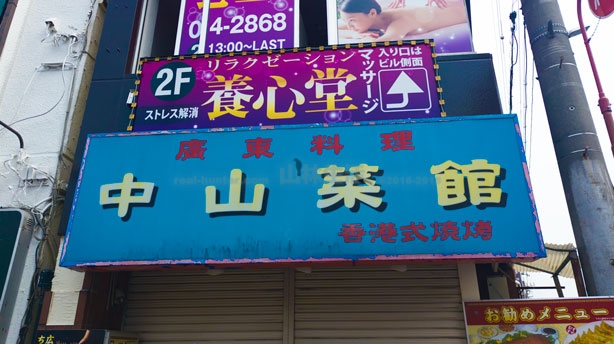 4-2868
13:00~LAST
リラクゼーション
マッサージ
入り口は
ビル側面
2F
養心堂
ストレス解消
廣東料理
中山菜館
香港式燒烤
お勧めメニュー